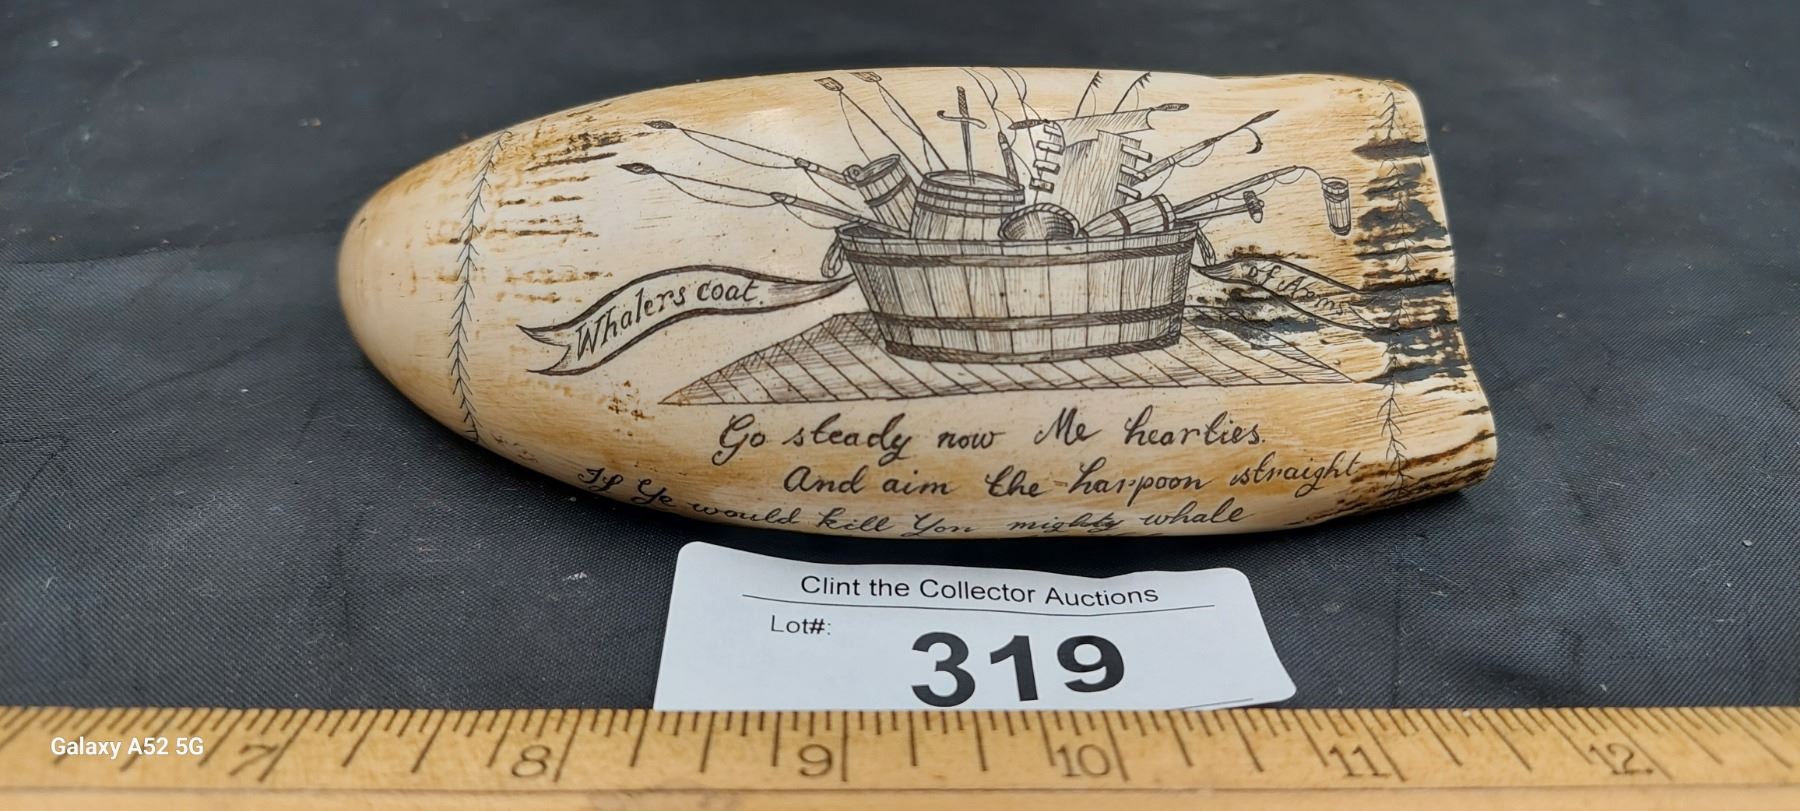 Whalers coat.
of Arms
Go steady now Me hearties.
And aim the harpoon straight
If Ye would kill Yon mighty whale
Clint the Collector Auctions
Lot#:
319
7 8 9 10 11 12
Galaxy A52 5G